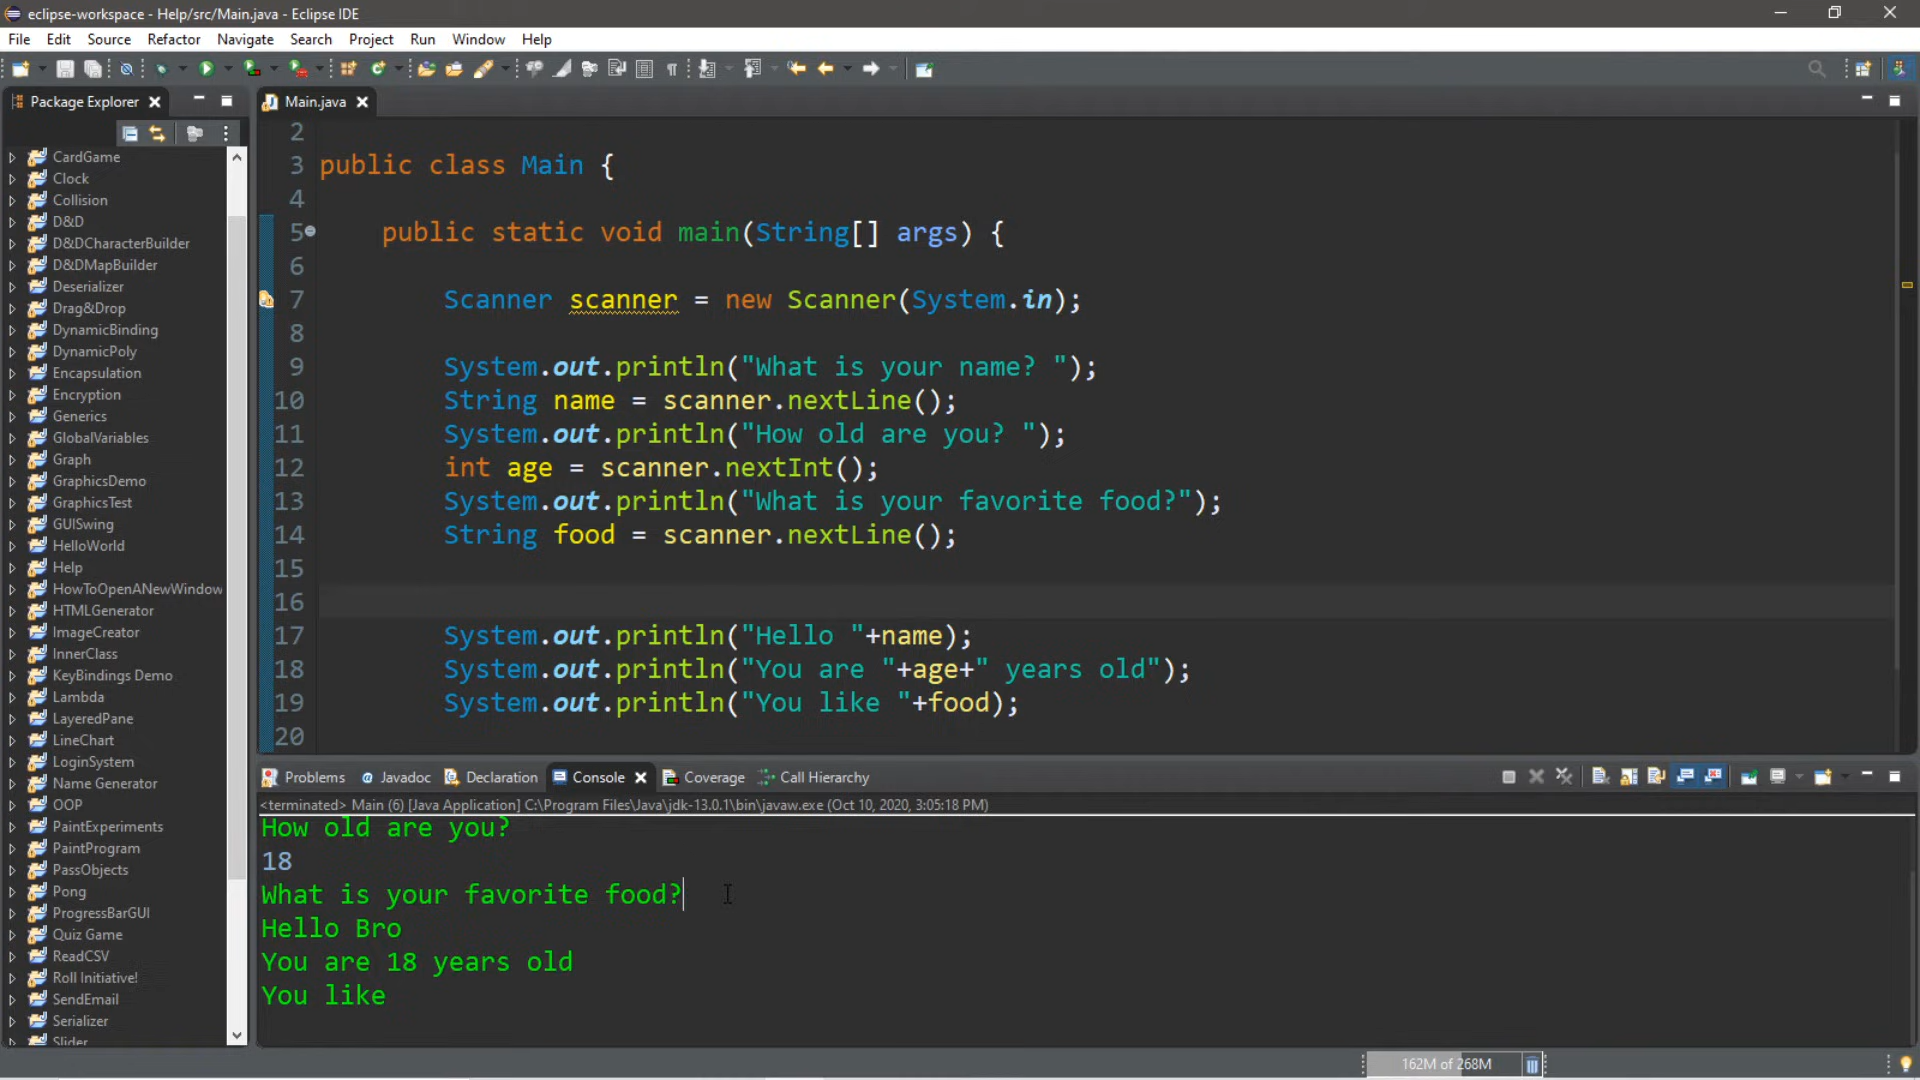 eclipse-workspace - Help/src/Main.java - Eclipse IDE
File Edit Source Refactor Navigate Search Project Run Window Help
Package Explorer
Main.java
CardGame
Clock
Collision
D&D
D&DCharacterBuilder
D&DMapBuilder
Deserializer
Drag&Drop
DynamicBinding
DynamicPoly
Encapsulation
Encryption
Generics
GlobalVariables
Graph
GraphicsDemo
GraphicsTest
GUISwing
HelloWorld
Help
HowToOpenANewWindow
HTMLGenerator
ImageCreator
InnerClass
KeyBindings Demo
Lambda
LayeredPane
LineChart
LoginSystem
Name Generator
OOP
PaintExperiments
PaintProgram
PassObjects
Pong
ProgressBarGUI
Quiz Game
ReadCSV
Roll Initiative!
SendEmail
Serializer
Slider
2
3 public class Main {
4
5 public static void main(String[] args) {
6
7 Scanner scanner = new Scanner(System.in);
8
9 System.out.println("What is your name? ");
10 String name = scanner.nextLine();
11 System.out.println("How old are you? ");
12 int age = scanner.nextInt();
13 System.out.println("What is your favorite food?");
14 String food = scanner.nextLine();
15
16
17 System.out.println("Hello "+name);
18 System.out.println("You are "+age+" years old");
19 System.out.println("You like "+food);
20
Problems Javadoc Declaration Console Coverage Call Hierarchy
<terminated> Main (6) [Java Application] C:\Program Files\Java\jdk-13.0.1\bin\javaw.exe (Oct 10, 2020, 3:05:18 PM)
How old are you?
18
What is your favorite food?
Hello Bro
You are 18 years old
You like
162M of 268M